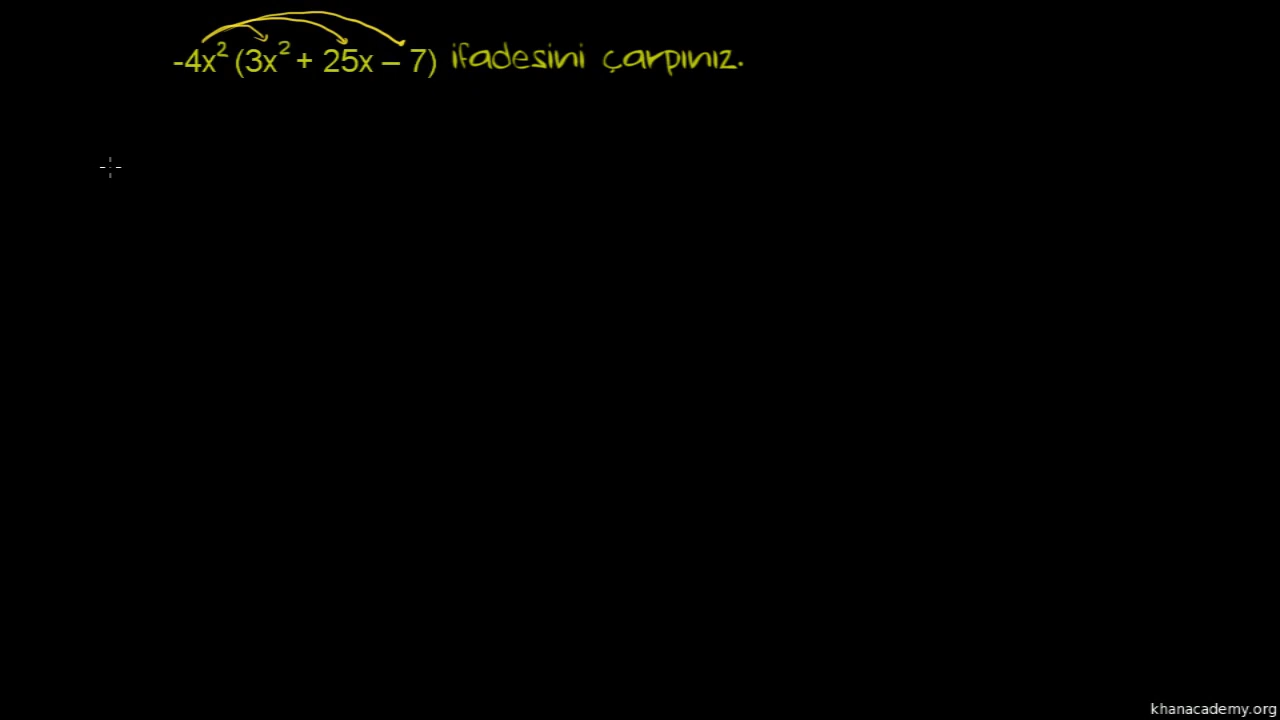 -4x² (3x² + 25x – 7) ifadesini çarpınız.
khanacademy.org